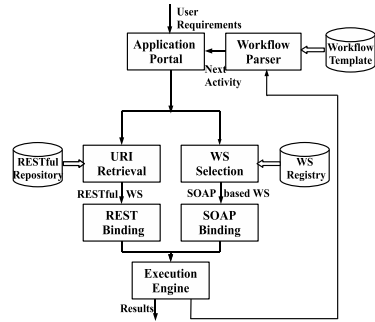 User
Requirements
Application
Portal
Workflow
Parser
Workflow
Template
Next
Activity
RESTful
Repository
URI
Retrieval
WS
Selection
WS
Registry
RESTful WS
SOAP based WS
REST
Binding
SOAP
Binding
Execution
Engine
Results